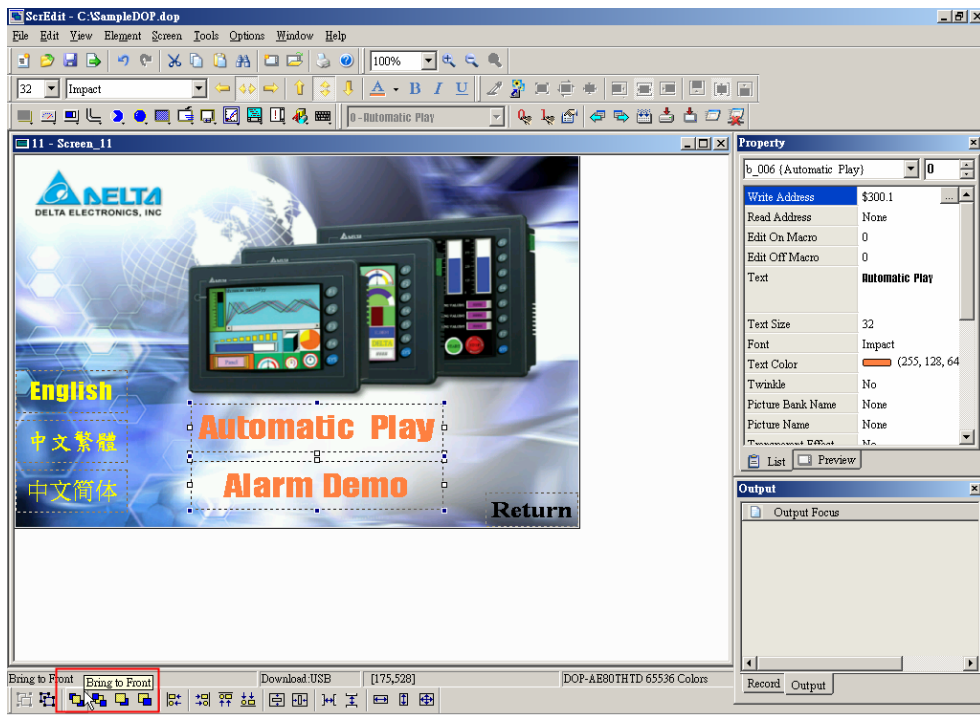 ScrEdit - C:\SampleDOP.dop
File Edit View Element Screen Tools Options Window Help
100%
32 Impact
A B I U
0 - Automatic Play
11 - Screen_11
DELTA
DELTA ELECTRONICS, INC
English
中文繁體
中文简体
Automatic Play
Alarm Demo
Return
Property
b_006 {Automatic Play} 0
Write Address $300.1 ...
Read Address None
Edit On Macro 0
Edit Off Macro 0
Text Automatic Play
Text Size 32
Font Impact
Text Color (255, 128, 64
Twinkle No
Picture Bank Name None
Picture Name None
Transparent Effect No
List Preview
Output
Output Focus
Record Output
Bring to Front Download:USB [175,528] DOP-AE80THTD 65536 Colors
Bring to Front